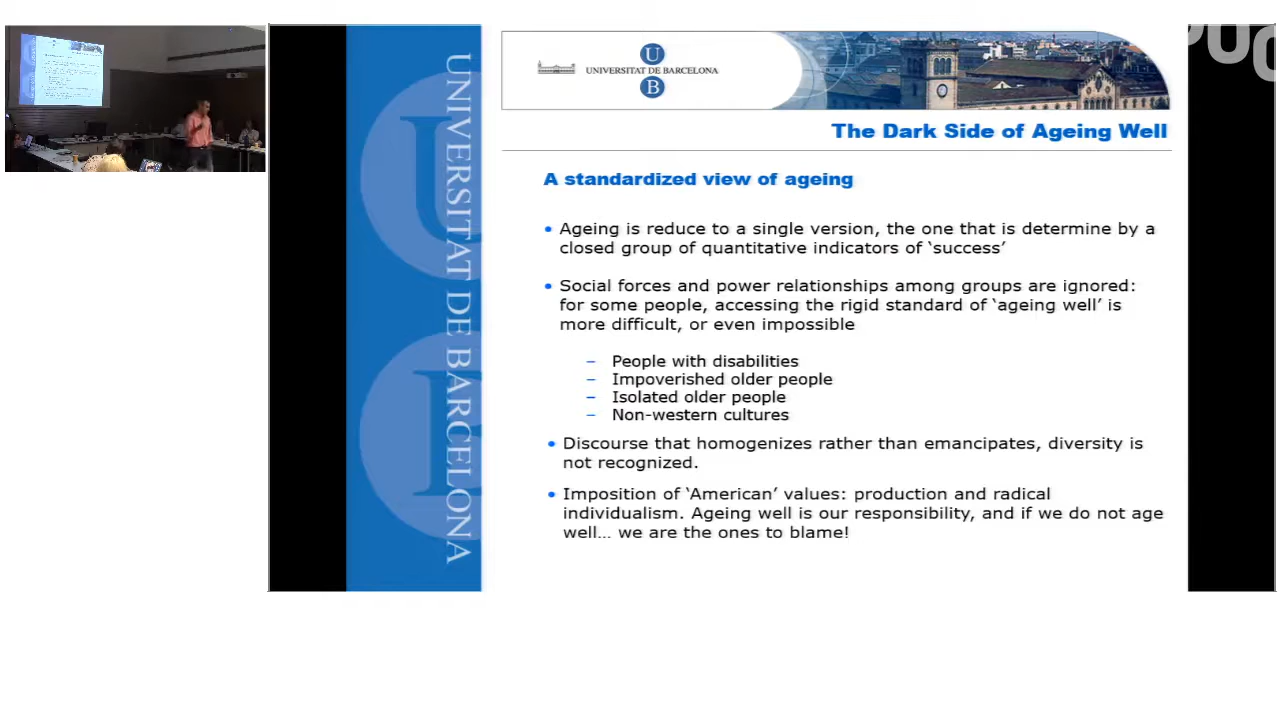 UOC
UNIVERSITAT DE BARCELONA
U
B
The Dark Side of Ageing Well
UNIVERSITAT DE BARCELONA
A standardized view of ageing
• Ageing is reduce to a single version, the one that is determine by a
closed group of quantitative indicators of ‘success’
• Social forces and power relationships among groups are ignored:
for some people, accessing the rigid standard of ‘ageing well’ is
more difficult, or even impossible
– People with disabilities
– Impoverished older people
– Isolated older people
– Non-western cultures
• Discourse that homogenizes rather than emancipates, diversity is
not recognized.
• Imposition of ‘American’ values: production and radical
individualism. Ageing well is our responsibility, and if we do not age
well… we are the ones to blame!